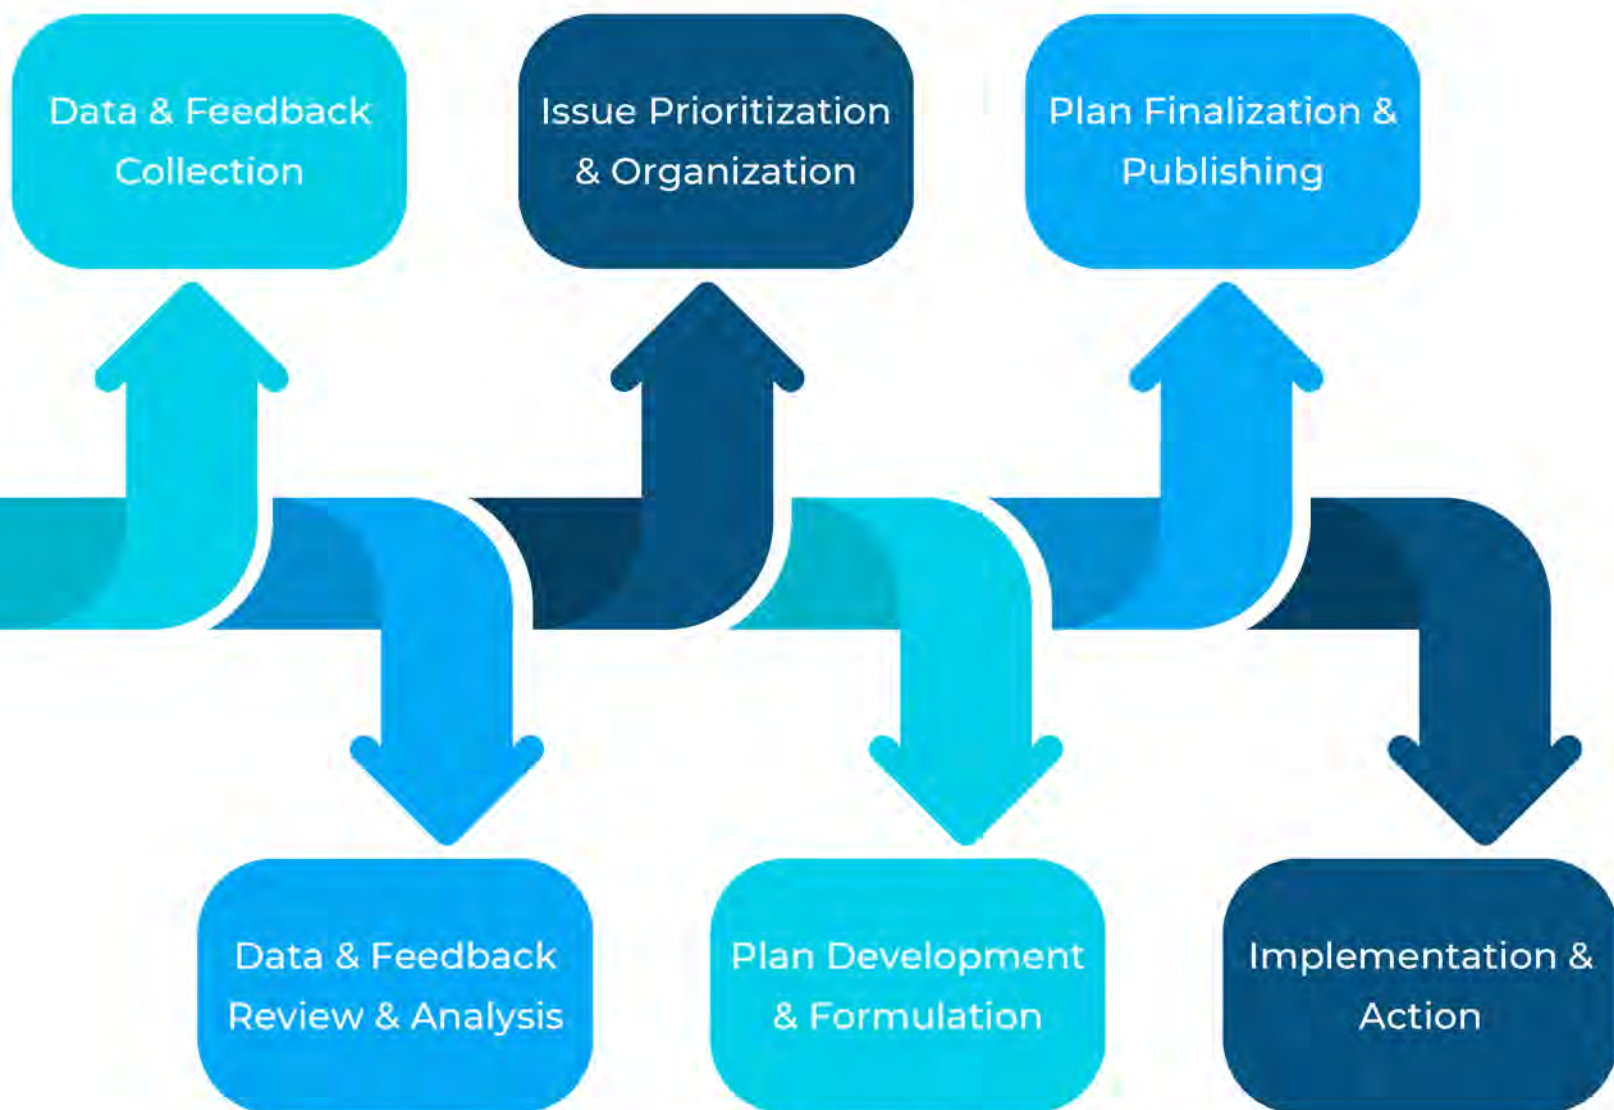 Data & Feedback
Collection
Issue Prioritization
& Organization
Plan Finalization &
Publishing
Data & Feedback
Review & Analysis
Plan Development
& Formulation
Implementation &
Action